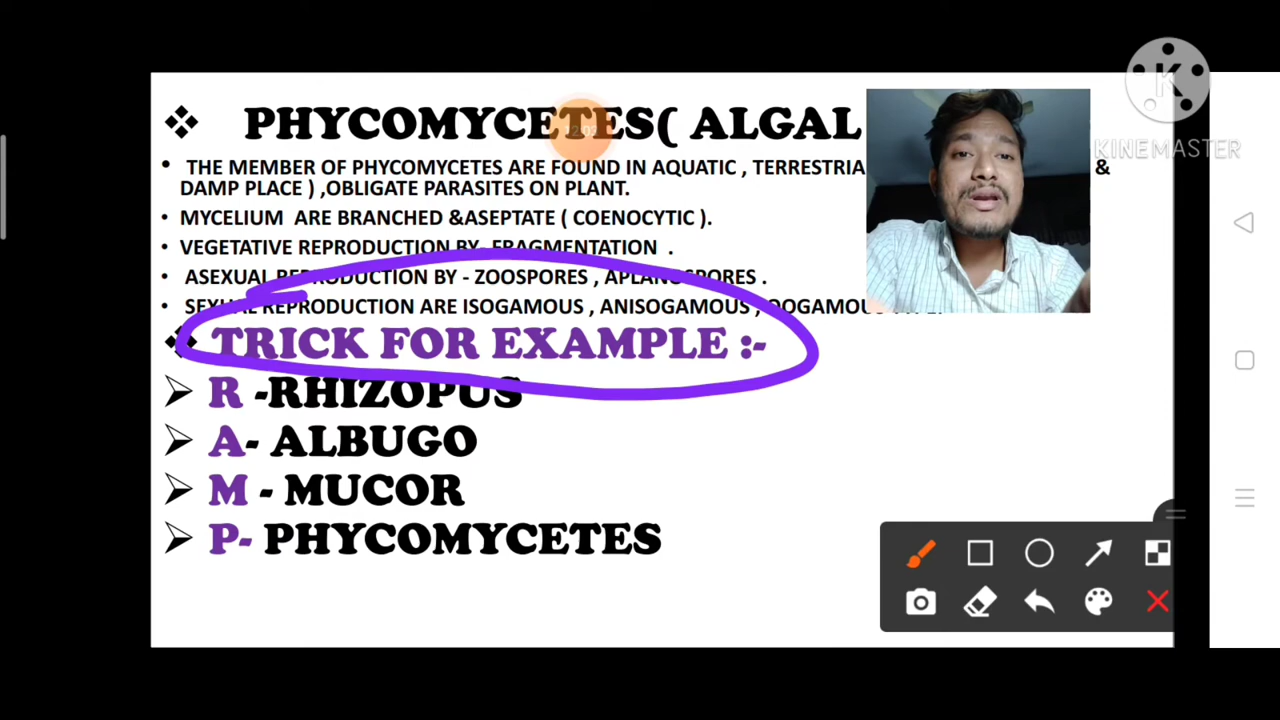 ❖ PHYCOMYCETES( ALGAL
• THE MEMBER OF PHYCOMYCETES ARE FOUND IN AQUATIC , TERRESTRIA &
DAMP PLACE ) ,OBLIGATE PARASITES ON PLANT.
• MYCELIUM ARE BRANCHED &ASEPTATE ( COENOCYTIC ).
• VEGETATIVE REPRODUCTION BY- FRAGMENTATION .
• ASEXUAL REPRODUCTION BY - ZOOSPORES , APLANOSPORES .
• SEXUAL REPRODUCTION ARE ISOGAMOUS , ANISOGAMOUS , OOGAMOUS
❖ TRICK FOR EXAMPLE :-
➢ R -RHIZOPUS
➢ A- ALBUGO
➢ M - MUCOR
➢ P- PHYCOMYCETES
KINEMASTER